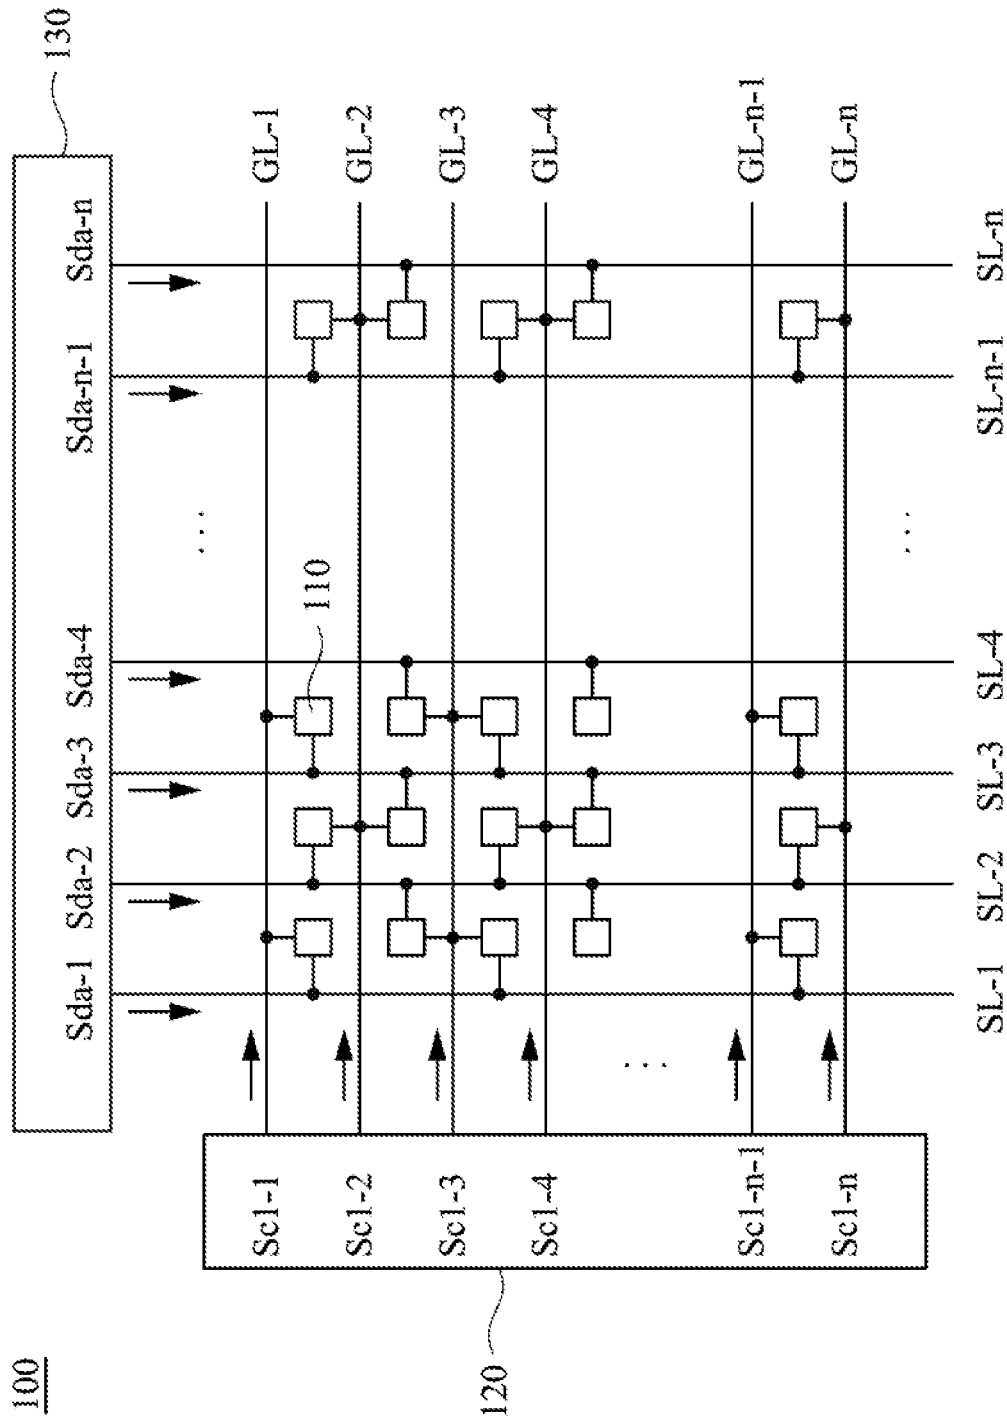 100
130
Sda-1
Sda-2
Sda-3
Sda-4
Sda-n-1
Sda-n
...
Sc1-1
GL-1
110
Sc1-2
GL-2
Sc1-3
GL-3
120
Sc1-4
GL-4
...
Sc1-n-1
GL-n-1
Sc1-n
GL-n
...
SL-1
SL-2
SL-3
SL-4
SL-n-1
SL-n